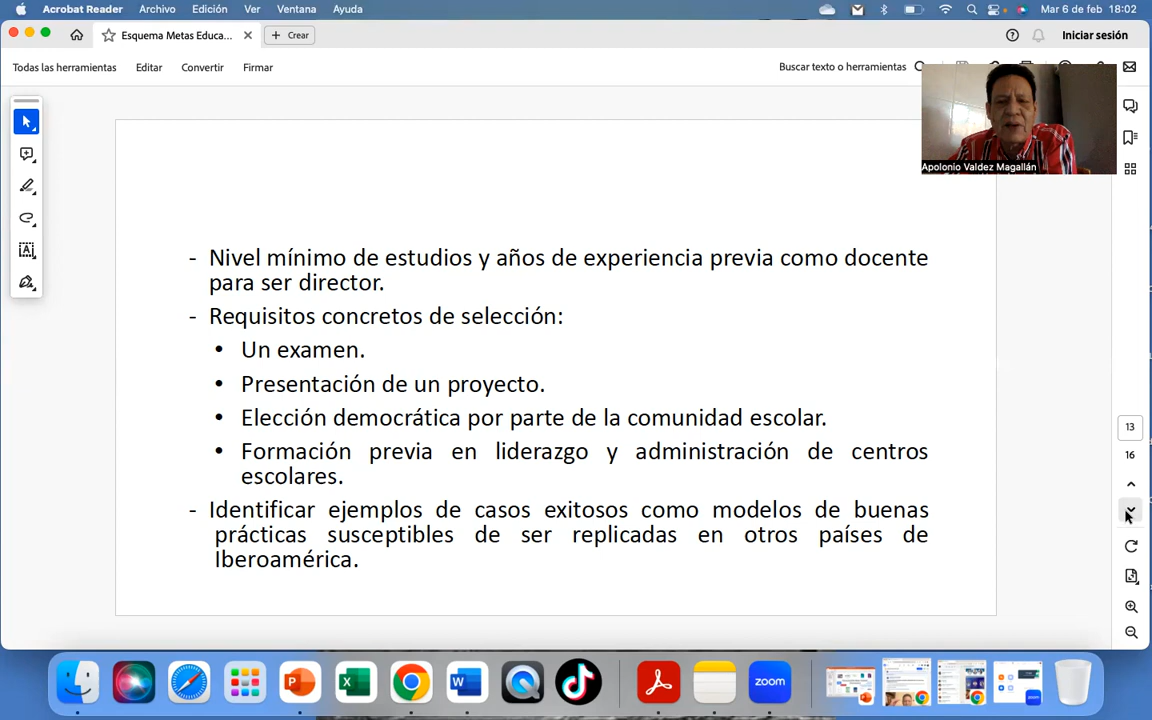 Acrobat Reader Archivo Edición Ver Ventana Ayuda Mar 6 de feb 18:02
Esquema Metas Educa... Crear Iniciar sesión
Todas las herramientas Editar Convertir Firmar Buscar texto o herramientas
Apolonio Valdez Magallán
- Nivel mínimo de estudios y años de experiencia previa como docente
para ser director.
- Requisitos concretos de selección:
• Un examen.
• Presentación de un proyecto.
• Elección democrática por parte de la comunidad escolar.
• Formación previa en liderazgo y administración de centros
escolares.
- Identificar ejemplos de casos exitosos como modelos de buenas
prácticas susceptibles de ser replicadas en otros países de
Iberoamérica.
13
16
zoom